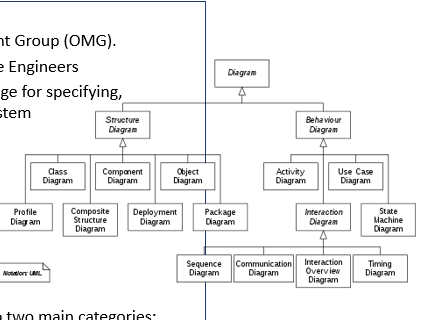 nt Group (OMG).
e Engineers
ge for specifying,
stem
Diagram
Structure
Diagram
Behaviour
Diagram
Class
Diagram
Component
Diagram
Object
Diagram
Activity
Diagram
Use Case
Diagram
Profile
Diagram
Composite
Structure
Diagram
Deployment
Diagram
Package
Diagram
Interaction
Diagram
State
Machine
Diagram
Sequence
Diagram
Communication
Diagram
Interaction
Overview
Diagram
Timing
Diagram
Notation: UML
o two main categories: